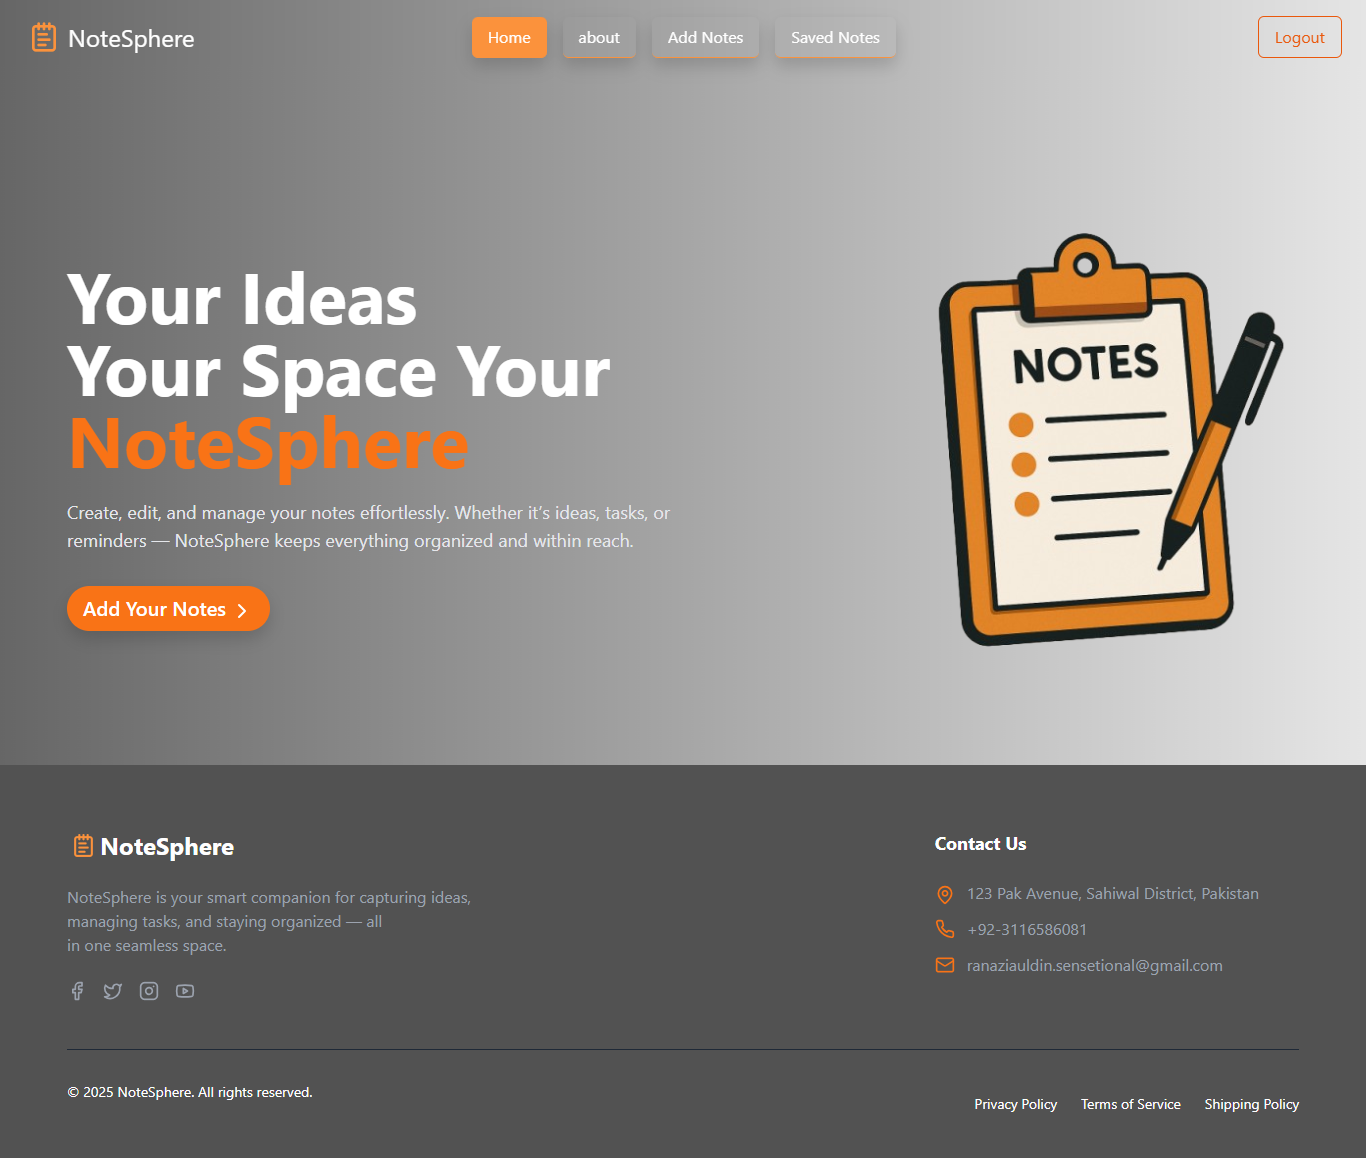 NoteSphere
Home
about
Add Notes
Saved Notes
Logout
Your Ideas
Your Space Your
NoteSphere
Create, edit, and manage your notes effortlessly. Whether it’s ideas, tasks, or
reminders — NoteSphere keeps everything organized and within reach.
Add Your Notes
NOTES
NoteSphere
NoteSphere is your smart companion for capturing ideas,
managing tasks, and staying organized — all
in one seamless space.
Contact Us
123 Pak Avenue, Sahiwal District, Pakistan
+92-3116586081
ranaziauldin.sensetional@gmail.com
© 2025 NoteSphere. All rights reserved.
Privacy Policy
Terms of Service
Shipping Policy